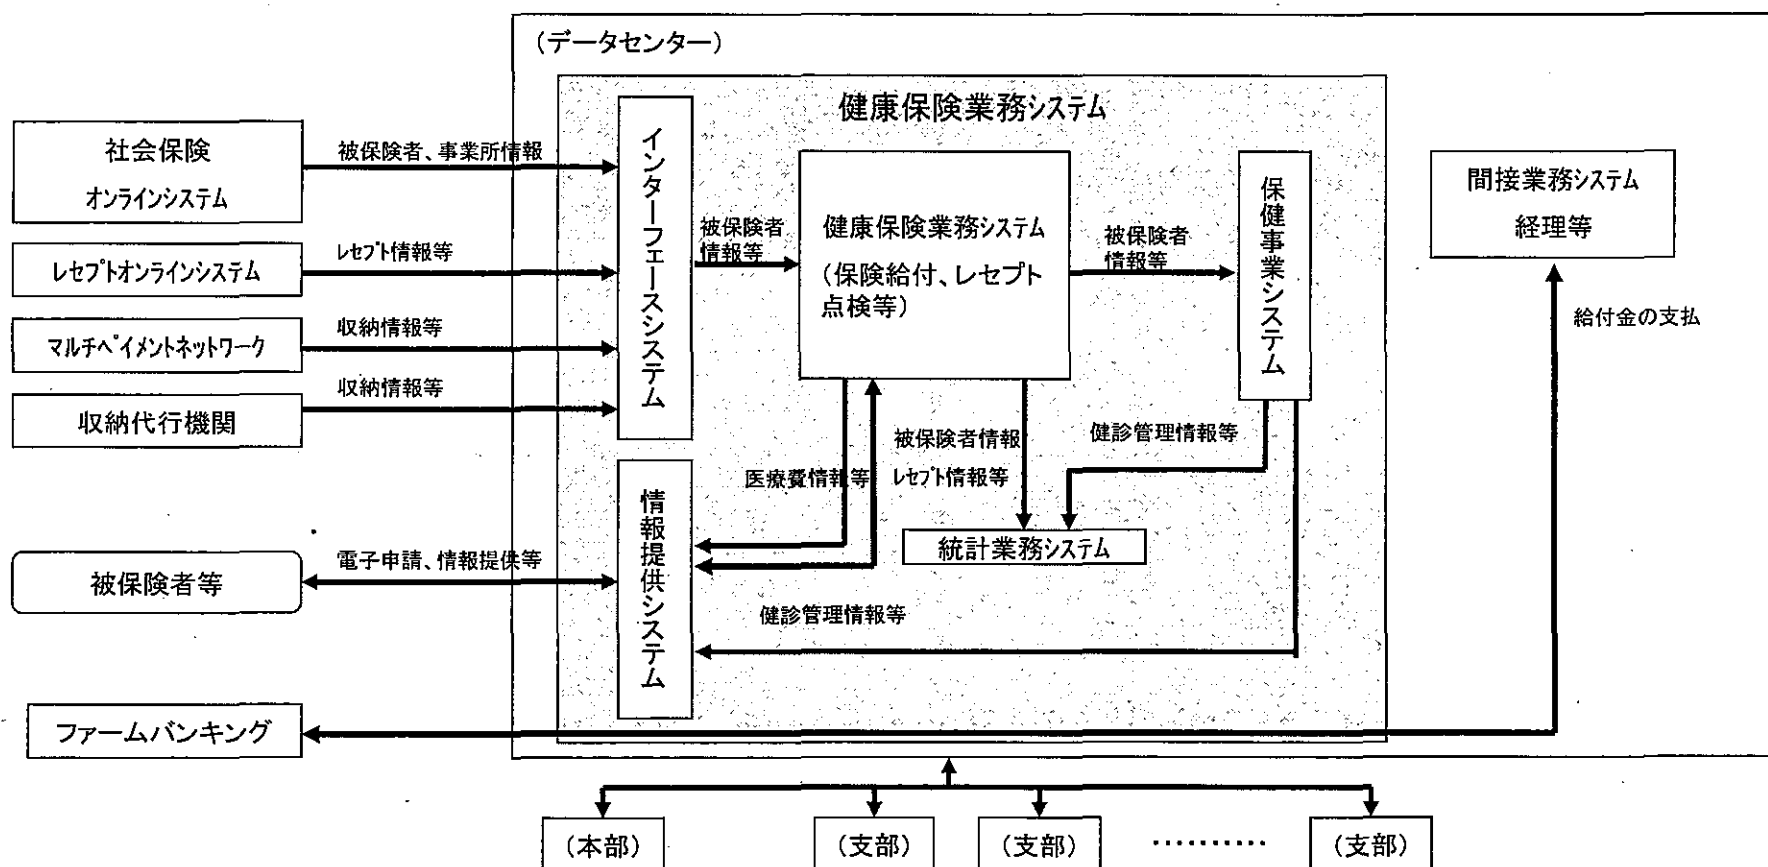 (データセンター)
健康保険業務システム
社会保険
オンラインシステム
被保険者、事業所情報
レセプトオンラインシステム
レセプト情報等
マルチペイメントネットワーク
収納情報等
収納代行機関
収納情報等
インターフェースシステム
被保険者
情報等
健康保険業務システム
(保険給付、レセプト
点検等)
被保険者
情報等
保健事業システム
間接業務システム
経理等
給付金の支払
医療費情報等
被保険者情報
レセプト情報等
健診管理情報等
統計業務システム
情報提供システム
被保険者等
電子申請、情報提供等
健診管理情報等
ファームバンキング
(本部)
(支部)
(支部)
………
(支部)